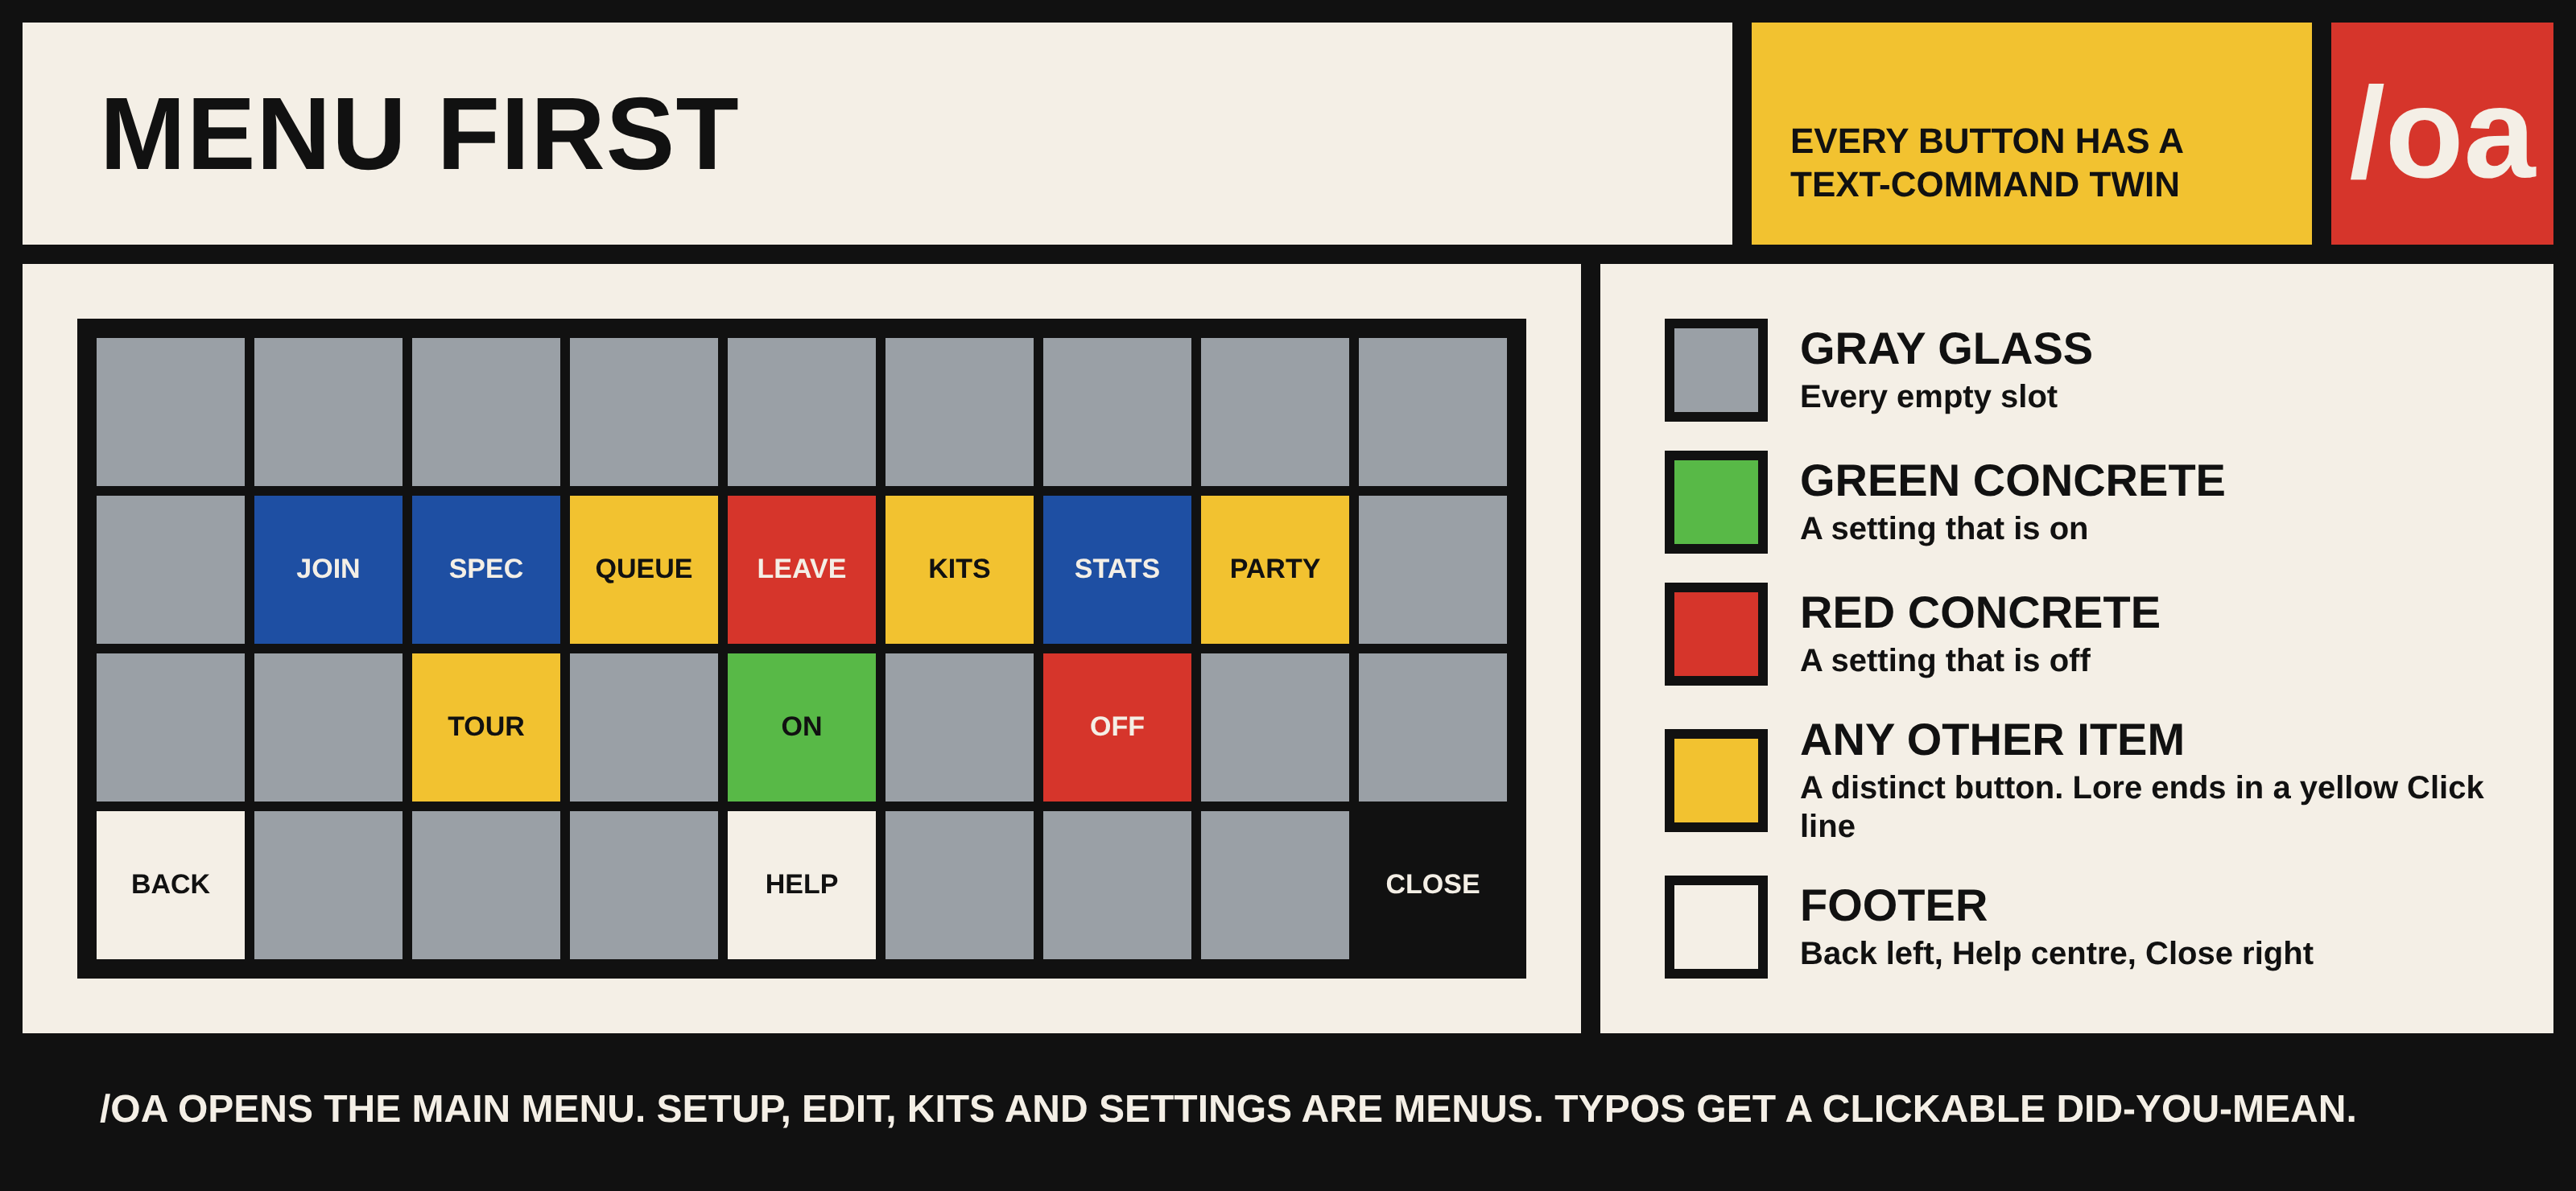 MENU FIRST
EVERY BUTTON HAS A
TEXT-COMMAND TWIN
/oa
JOIN
SPEC
QUEUE
LEAVE
KITS
STATS
PARTY
TOUR
ON
OFF
BACK
HELP
CLOSE
GRAY GLASS
Every empty slot
GREEN CONCRETE
A setting that is on
RED CONCRETE
A setting that is off
ANY OTHER ITEM
A distinct button. Lore ends in a yellow Click
line
FOOTER
Back left, Help centre, Close right
/OA OPENS THE MAIN MENU. SETUP, EDIT, KITS AND SETTINGS ARE MENUS. TYPOS GET A CLICKABLE DID-YOU-MEAN.